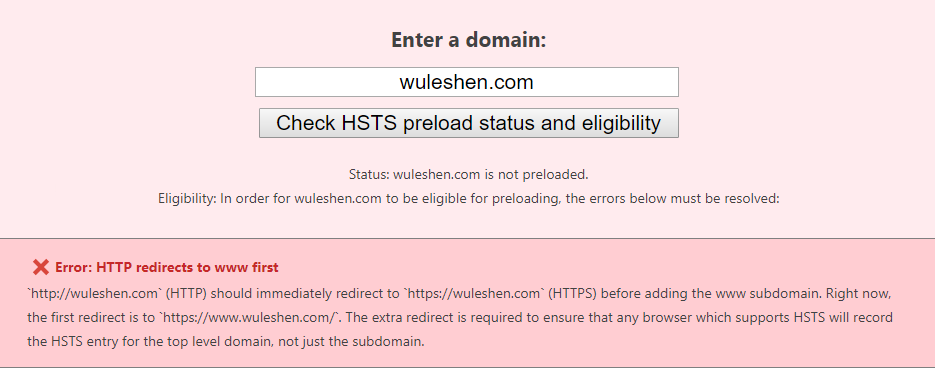 Enter a domain:
wuleshen.com
Check HSTS preload status and eligibility
Status: wuleshen.com is not preloaded.
Eligibility: In order for wuleshen.com to be eligible for preloading, the errors below must be resolved:
Error: HTTP redirects to www first
`http://wuleshen.com` (HTTP) should immediately redirect to `https://wuleshen.com` (HTTPS) before adding the www subdomain. Right now,
the first redirect is to `https://www.wuleshen.com/`. The extra redirect is required to ensure that any browser which supports HSTS will record
the HSTS entry for the top level domain, not just the subdomain.